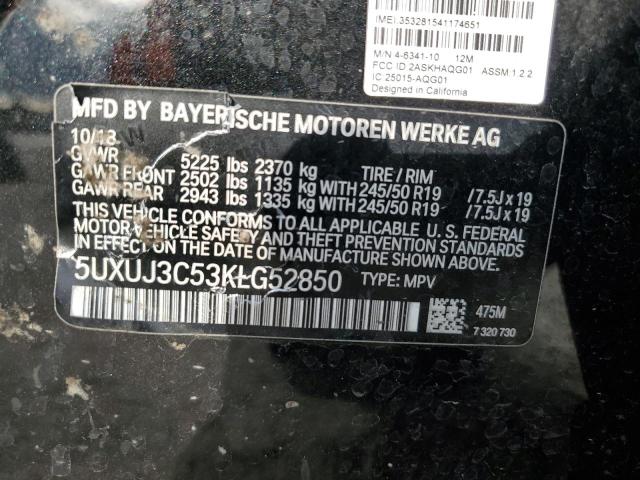 IMEI.353281541174651
M/N 4-6341-10 12M
FCC ID 2ASKHAQG01 ASSM.1.2.2
IC 25015-AQG01
Designed in California
MFD BY BAYERISCHE MOTOREN WERKE AG
10/18
GVWR 5225 lbs 2370 kg TIRE / RIM
GAWR FRONT 2502 lbs 1135 kg WITH 245/50 R19 /7.5J x 19
GAWR REAR 2943 lbs 1335 kg WITH 245/50 R19 /7.5J x 19
THIS VEHICLE CONFORMS TO ALL APPLICABLE U. S. FEDERAL
MOTOR VEHICLE SAFETY AND THEFT PREVENTION STANDARDS
IN EFFECT ON THE DATE OF MANUFACTURE SHOWN ABOVE.
5UXUJ3C53KLG52850 TYPE: MPV
475M
7 320 730